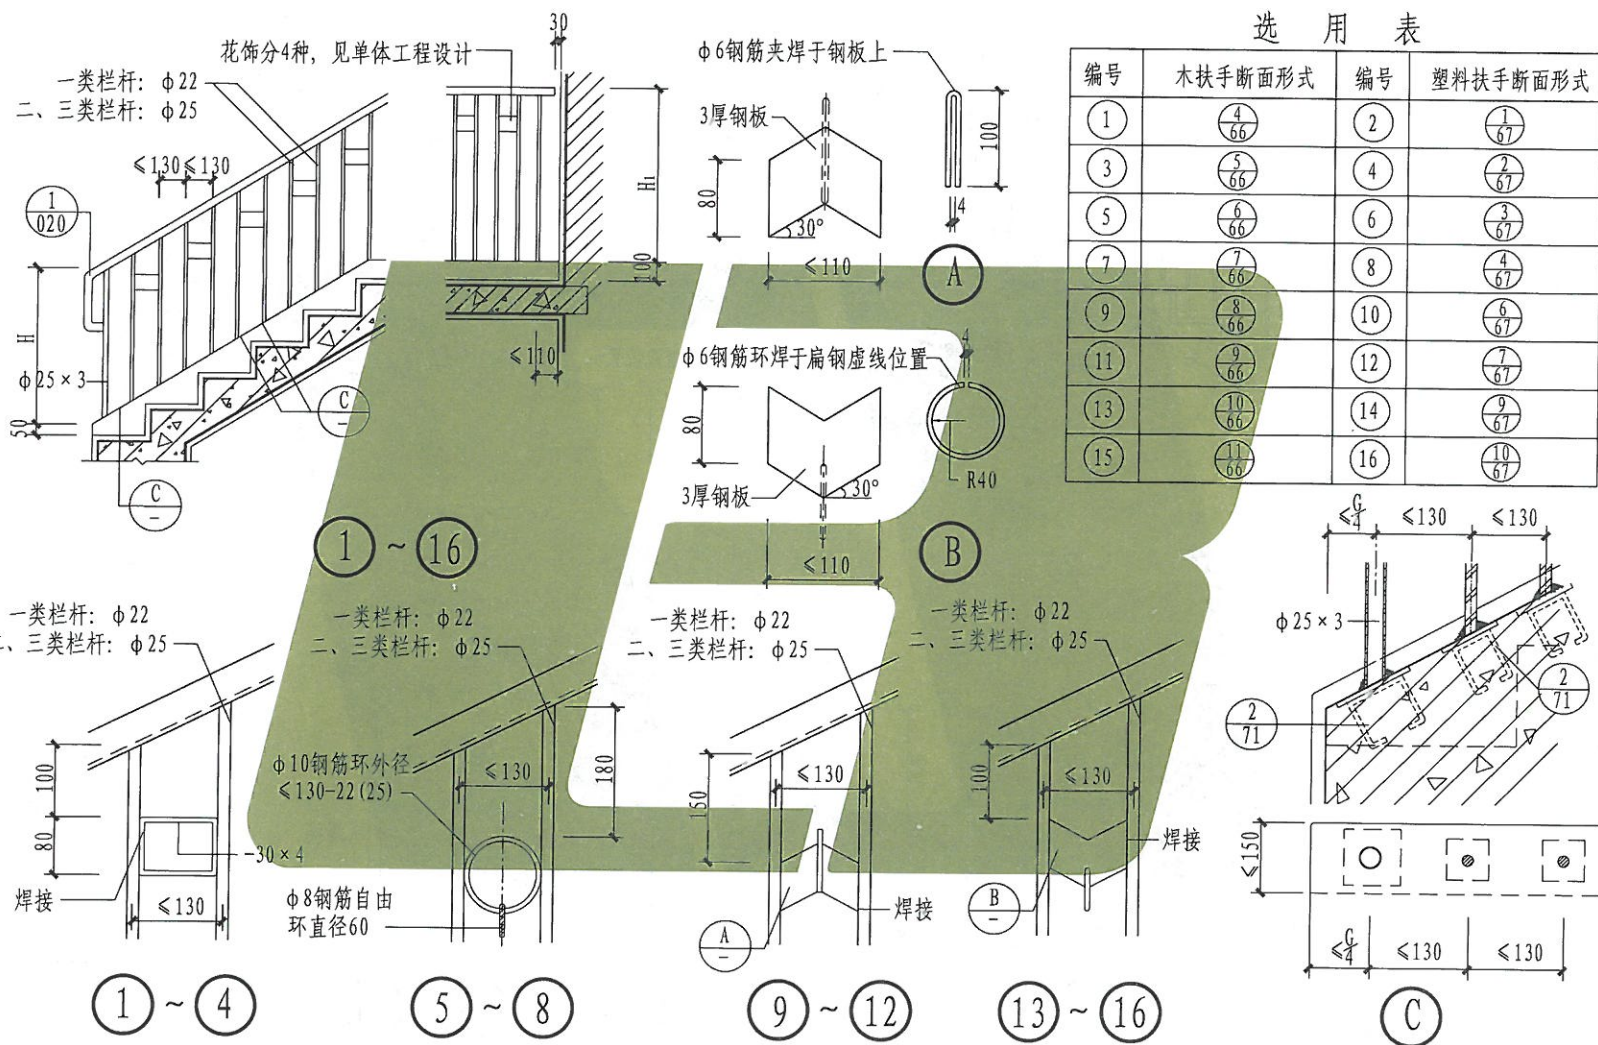 花饰分4种，见单体工程设计
一类栏杆：φ22
二、三类栏杆：φ25
≤130 ≤130
1
020
H
φ25×3
50
C
–
C
–
30
H₁
100
≤110
1 ~ 16
φ6钢筋夹焊于钢板上
3厚钢板
80
30°
≤110
100
4
A
φ6钢筋环焊于扁钢虚线位置
4
80
3厚钢板
30°
R40
≤110
B
选 用 表
编号 木扶手断面形式 编号 塑料扶手断面形式
1 4/66 2 1/67
3 5/66 4 2/67
5 6/66 6 3/67
7 7/66 8 4/67
9 8/66 10 6/67
11 9/66 12 7/67
13 10/66 14 9/67
15 11/66 16 10/67
一类栏杆：φ22
二、三类栏杆：φ25
100
80
-30×4
焊接
≤130
1 ~ 4
一类栏杆：φ22
二、三类栏杆：φ25
φ10钢筋环外径
≤130-22(25)
≤130
180
φ8钢筋自由
环直径60
5 ~ 8
一类栏杆：φ22
二、三类栏杆：φ25
≤130
150
焊接
A
–
9 ~ 12
一类栏杆：φ22
二、三类栏杆：φ25
100
≤130
焊接
B
–
13 ~ 16
≤G/4 ≤130 ≤130
φ25×3
2
71
2
71
≤150
≤G/4 ≤130 ≤130
C